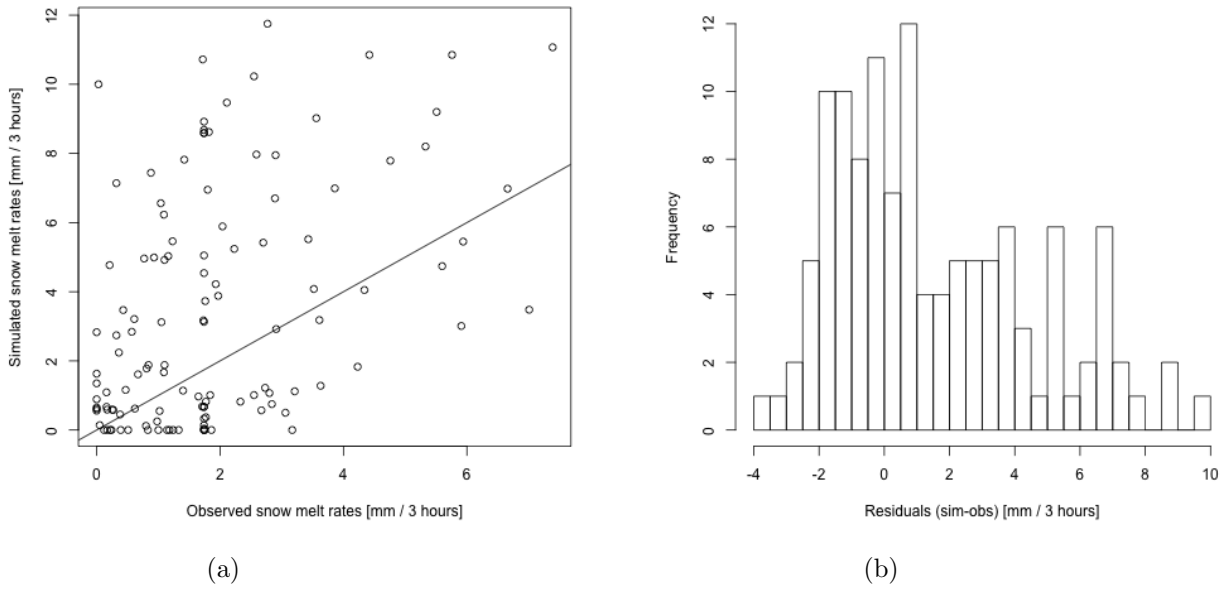 Simulated snow melt rates [mm / 3 hours]
12
10
8
6
4
2
0
0 2 4 6
Observed snow melt rates [mm / 3 hours]
(a)
Frequency
12
10
8
6
4
2
0
-4 -2 0 2 4 6 8 10
Residuals (sim-obs) [mm / 3 hours]
(b)